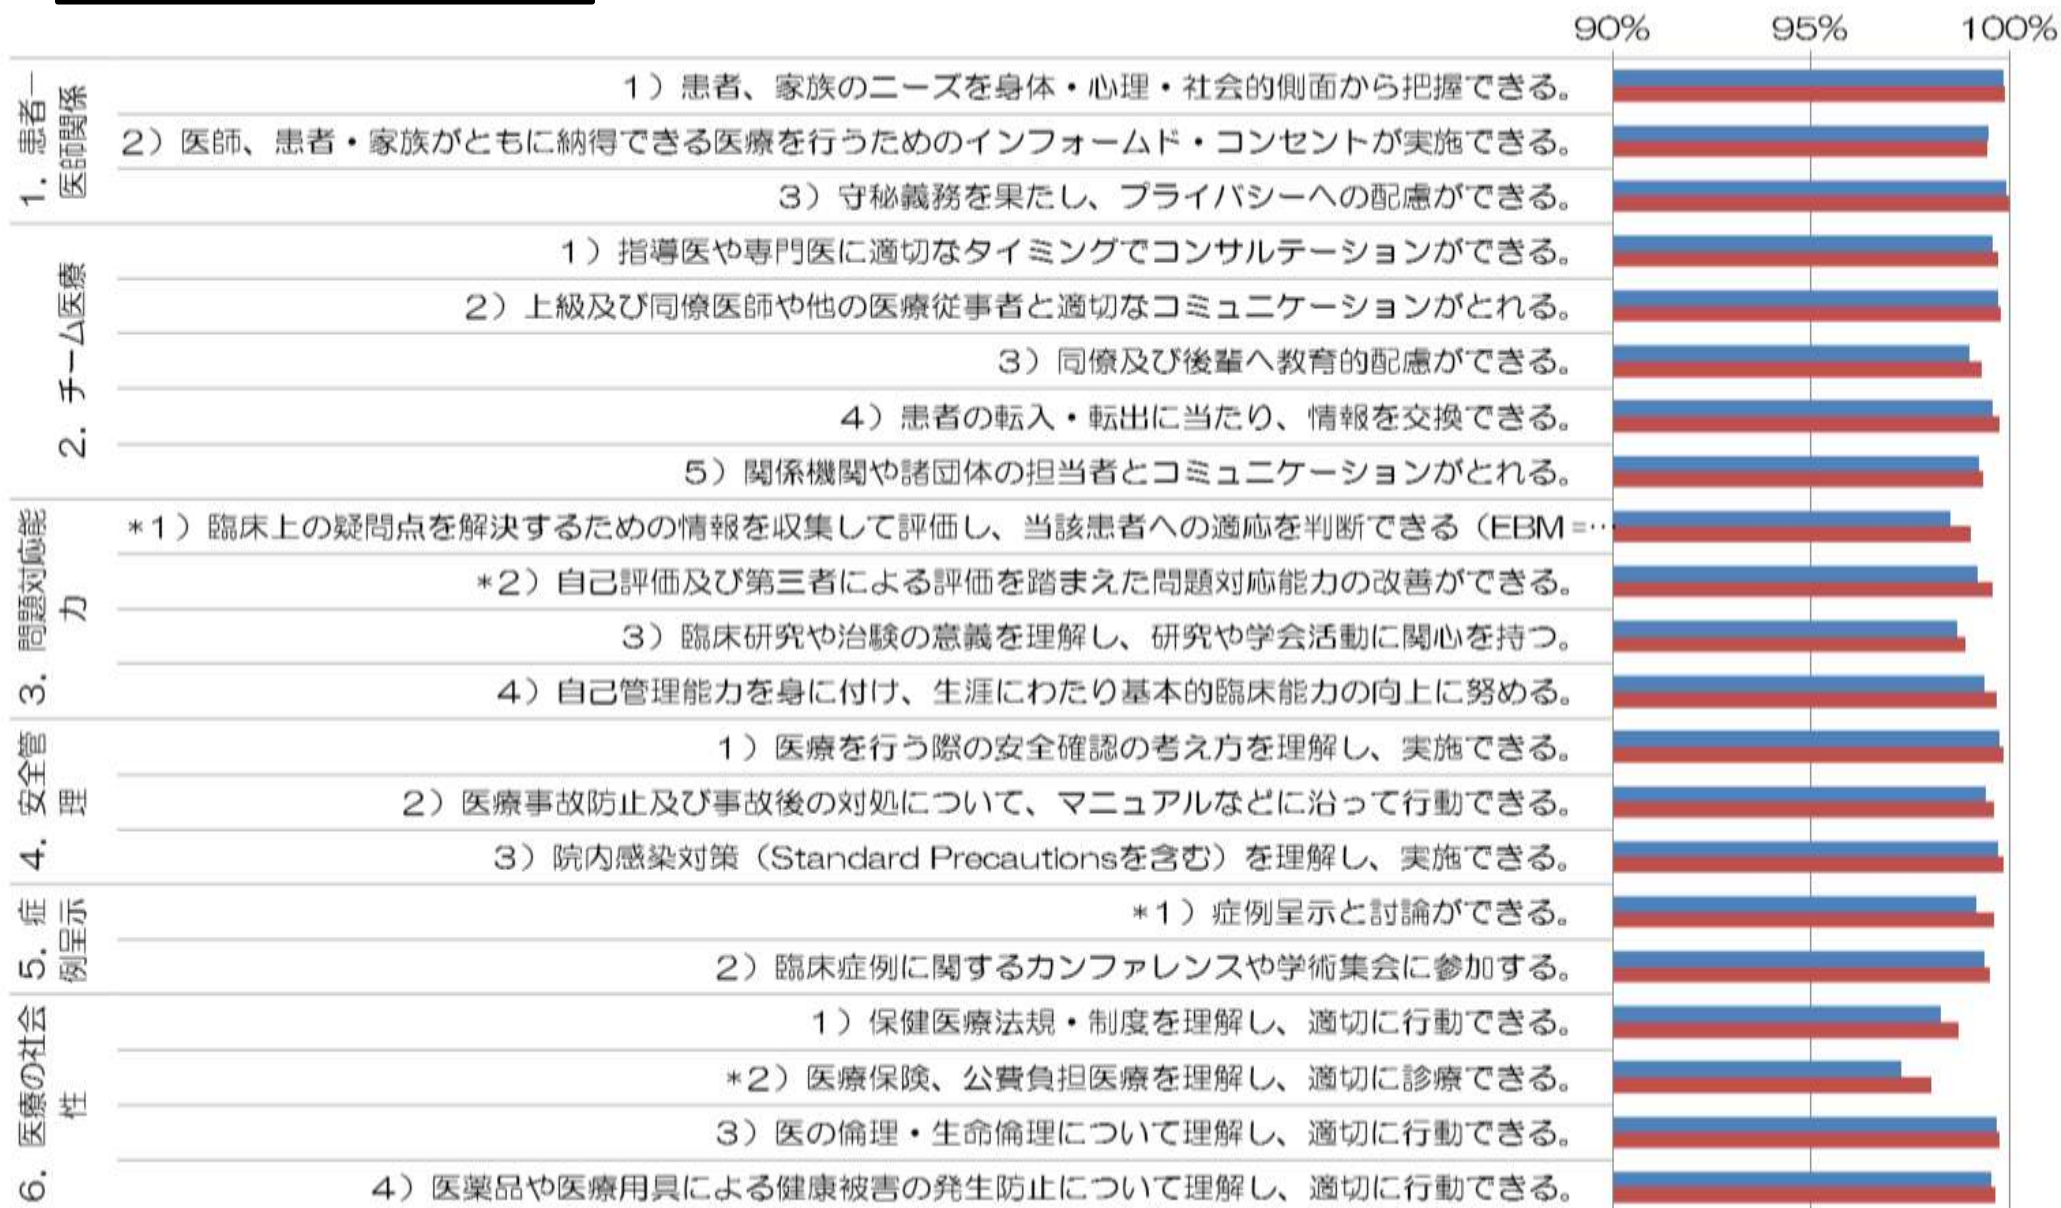 90% 95% 100%
1. 患者ー
医師関係
1）患者、家族のニーズを身体・心理・社会的側面から把握できる。
2）医師、患者・家族がともに納得できる医療を行うためのインフォームド・コンセントが実施できる。
3）守秘義務を果たし、プライバシーへの配慮ができる。
2. チーム医療
1）指導医や専門医に適切なタイミングでコンサルテーションができる。
2）上級及び同僚医師や他の医療従事者と適切なコミュニケーションがとれる。
3）同僚及び後輩へ教育的配慮ができる。
4）患者の転入・転出に当たり、情報を交換できる。
5）関係機関や諸団体の担当者とコミュニケーションがとれる。
3. 問題対応能
力
*1）臨床上の疑問点を解決するための情報を収集して評価し、当該患者への適応を判断できる（EBM =…
*2）自己評価及び第三者による評価を踏まえた問題対応能力の改善ができる。
3）臨床研究や治験の意義を理解し、研究や学会活動に関心を持つ。
4）自己管理能力を身に付け、生涯にわたり基本的臨床能力の向上に努める。
4. 安全管
理
1）医療を行う際の安全確認の考え方を理解し、実施できる。
2）医療事故防止及び事故後の対処について、マニュアルなどに沿って行動できる。
3）院内感染対策（Standard Precautionsを含む）を理解し、実施できる。
5. 症
例呈示
*1）症例呈示と討論ができる。
2）臨床症例に関するカンファレンスや学術集会に参加する。
6. 医療の社会
性
1）保健医療法規・制度を理解し、適切に行動できる。
*2）医療保険、公費負担医療を理解し、適切に診療できる。
3）医の倫理・生命倫理について理解し、適切に行動できる。
4）医薬品や医療用具による健康被害の発生防止について理解し、適切に行動できる。